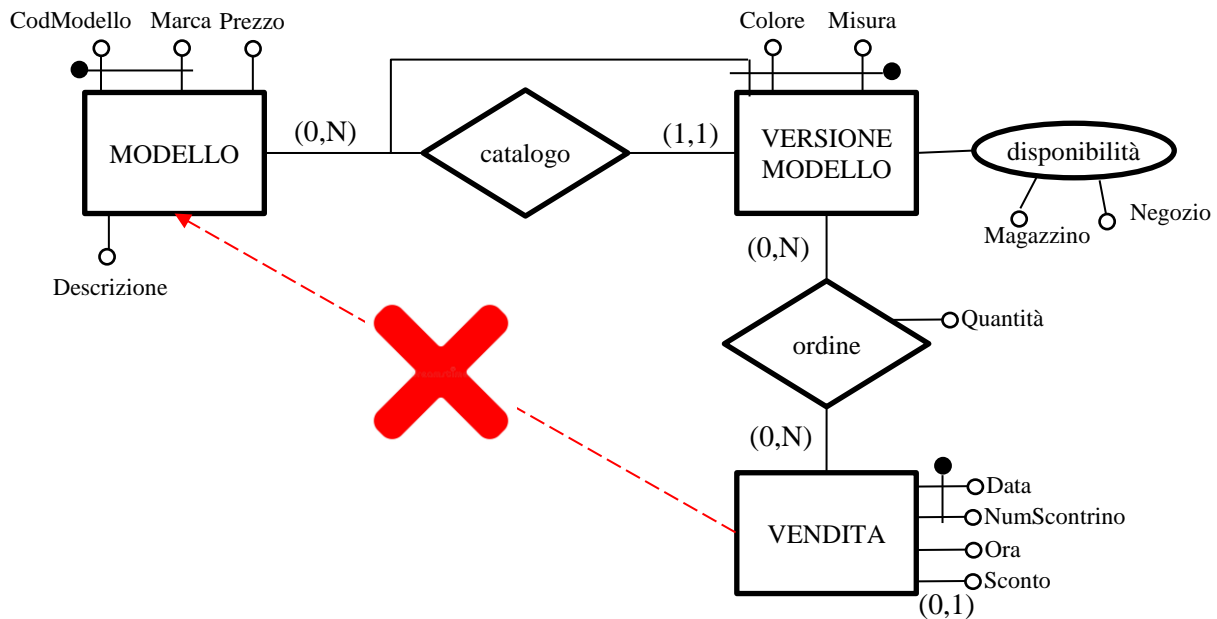 CodModello Marca Prezzo
Colore Misura
MODELLO
(0,N)
catalogo
(1,1)
VERSIONE
MODELLO
disponibilità
Magazzino
Negozio
Descrizione
(0,N)
Quantità
ordine
(0,N)
VENDITA
Data
NumScontrino
Ora
Sconto
(0,1)